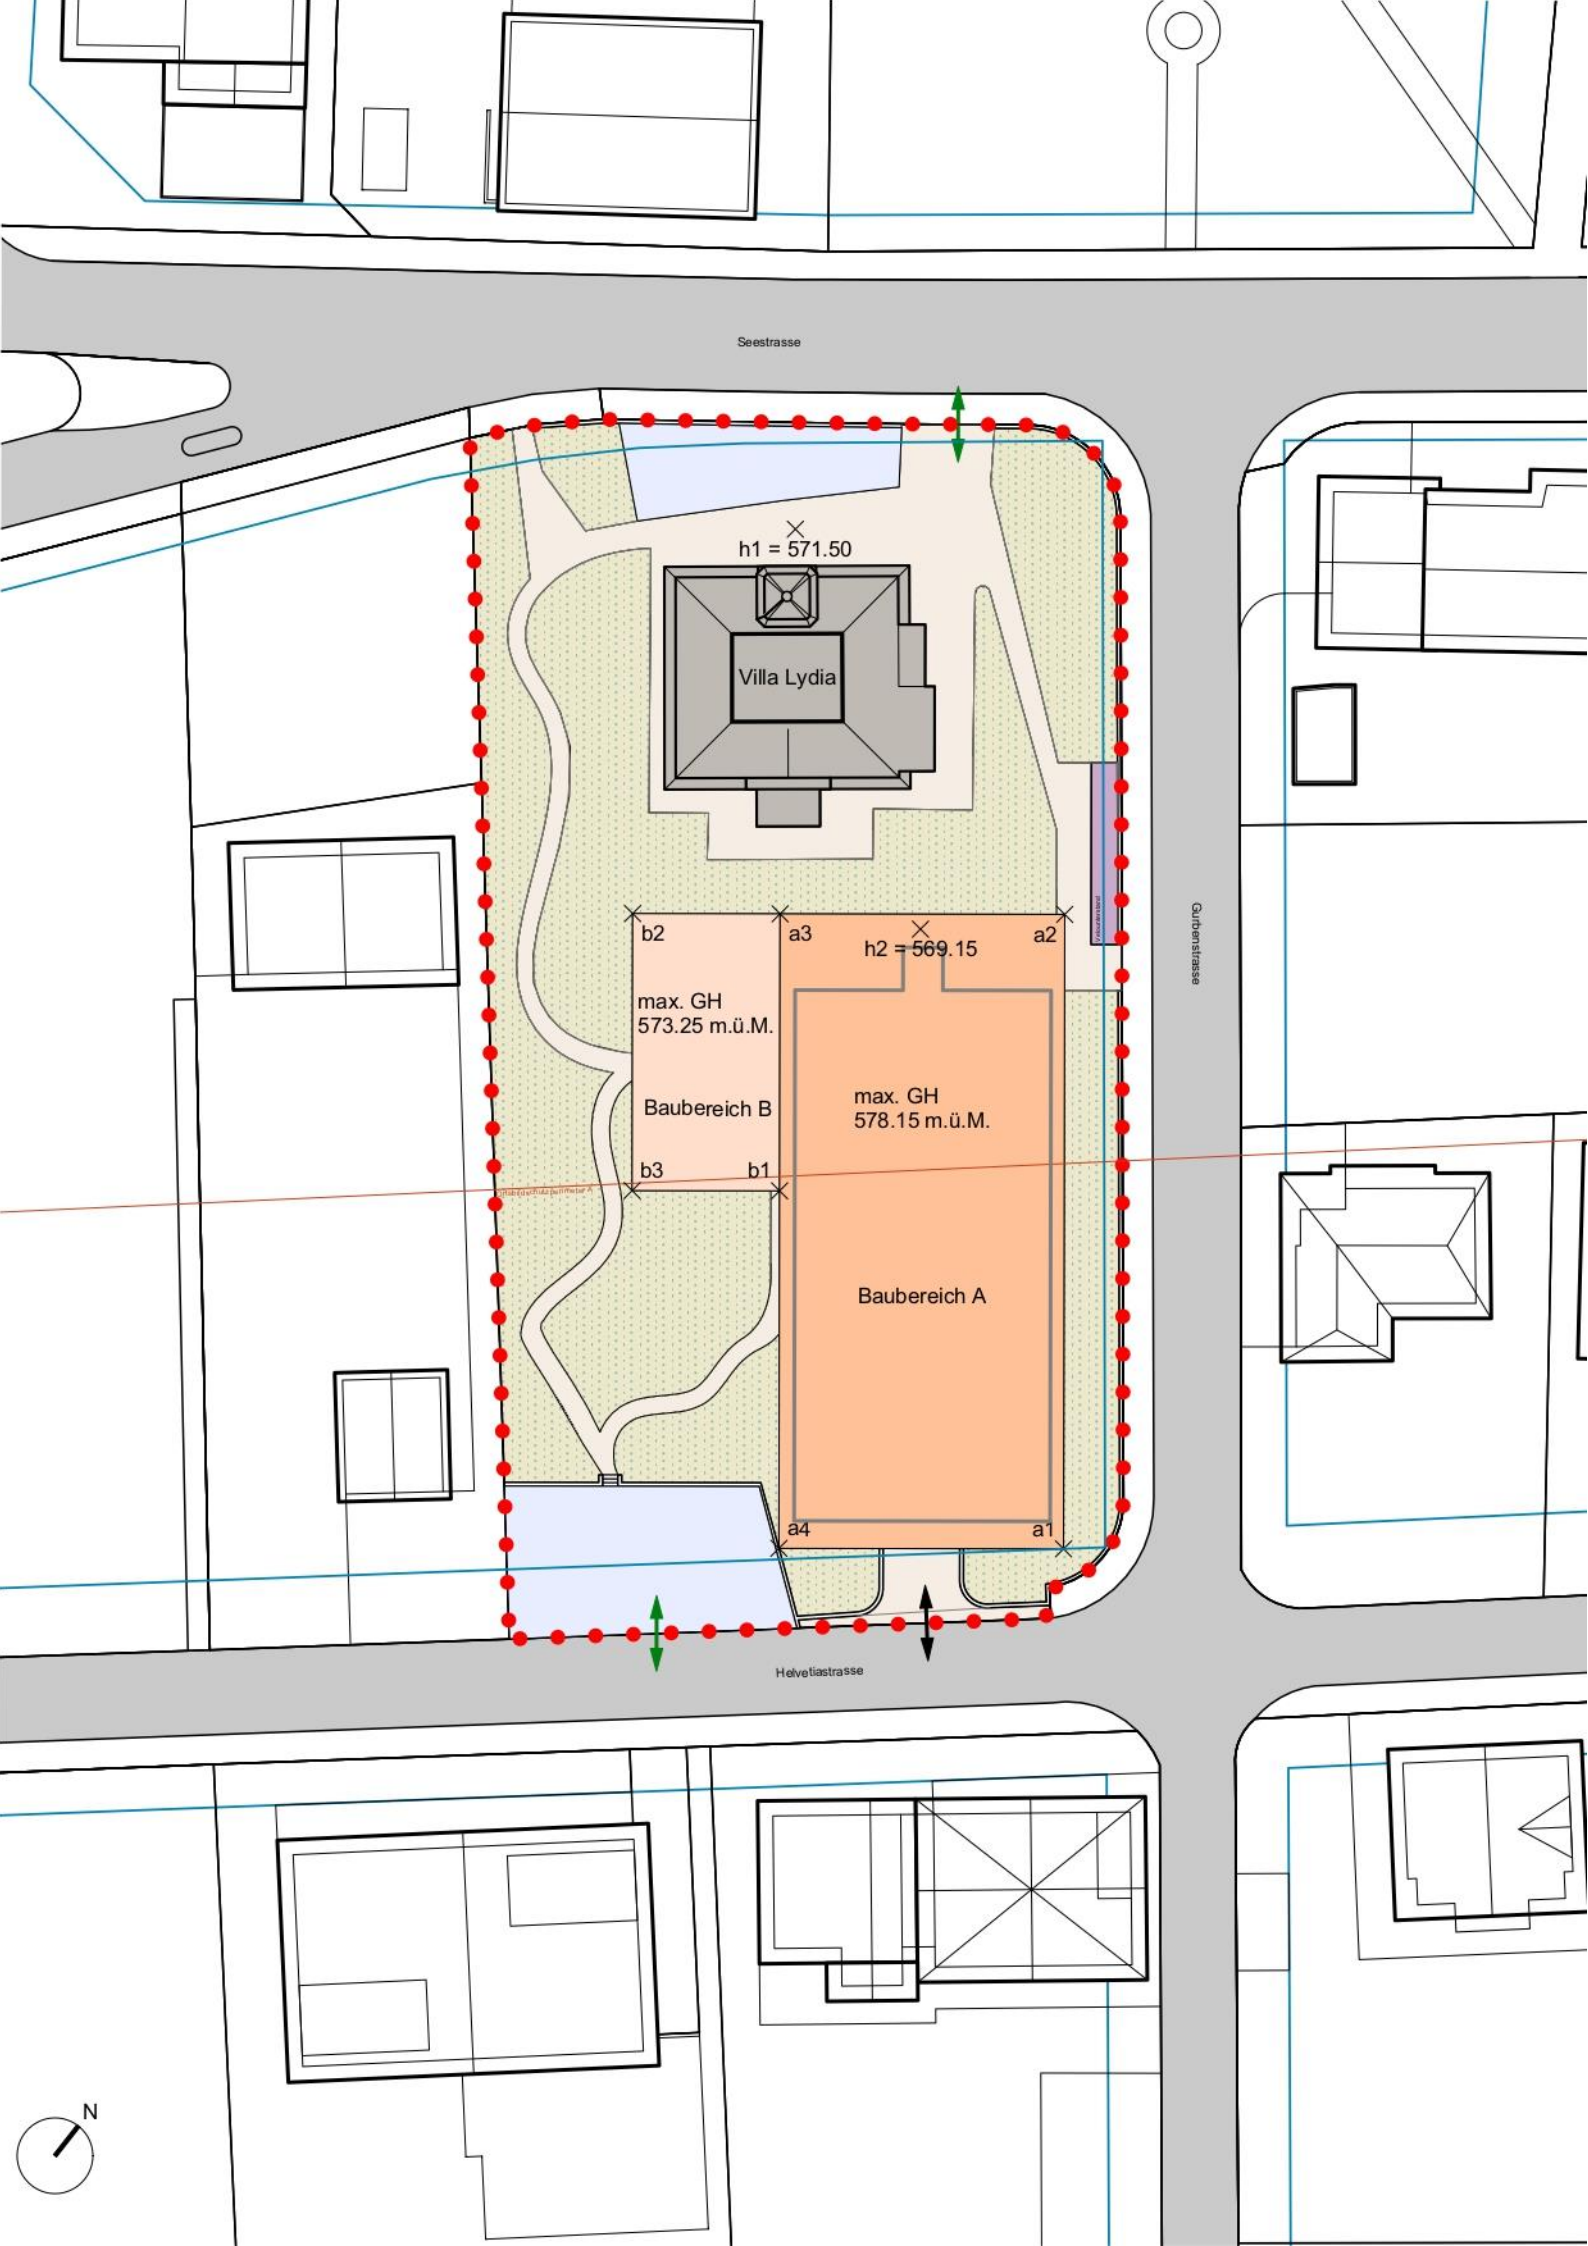 Seestrasse
h1 = 571.50
Villa Lydia
Velounterstand
Gurbenstrasse
b2
a3
a2
h2 = 569.15
max. GH
573.25 m.ü.M.
max. GH
578.15 m.ü.M.
Baubereich B
b3
b1
Baubereich A
a4
a1
Helvetiastrasse
N